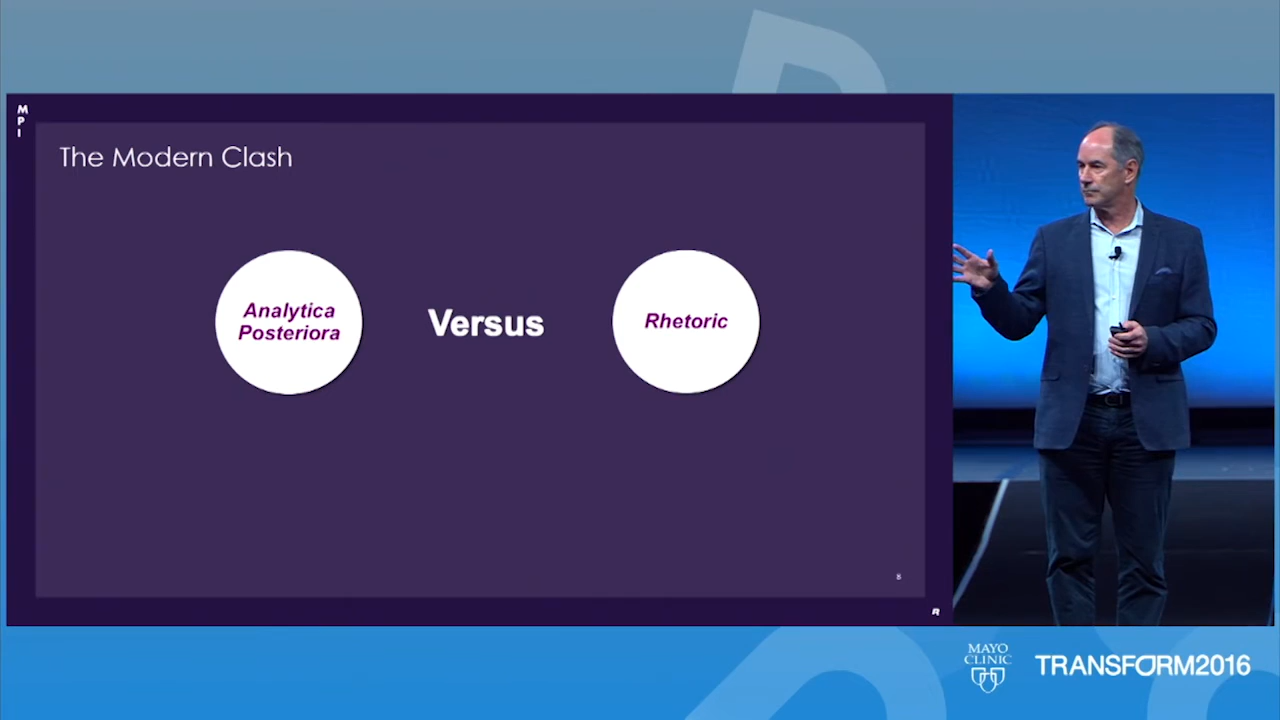 MPI
The Modern Clash
Analytica
Posteriora
Versus
Rhetoric
8
R
MAYO
CLINIC
TRANSFORM2016